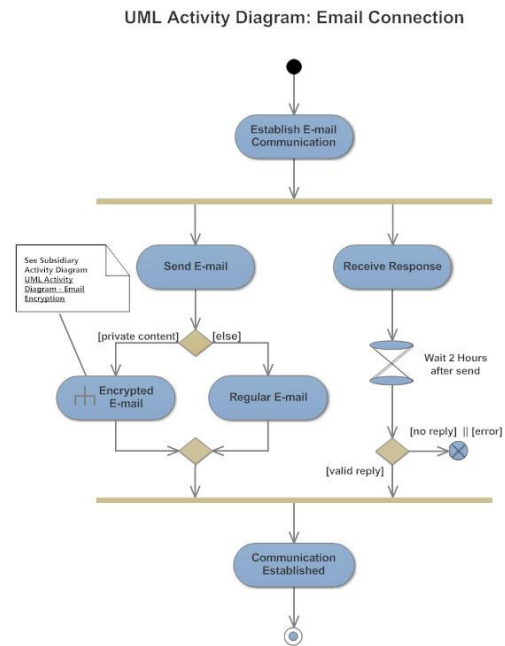 UML Activity Diagram: Email Connection
Establish E-mail
Communication
See Subsidiary
Activity Diagram
UML Activity
Diagram - Email
Encryption
Send E-mail
Receive Response
[private content]
[else]
Wait 2 Hours
after send
Encrypted
E-mail
Regular E-mail
[no reply] || [error]
[valid reply]
Communication
Established